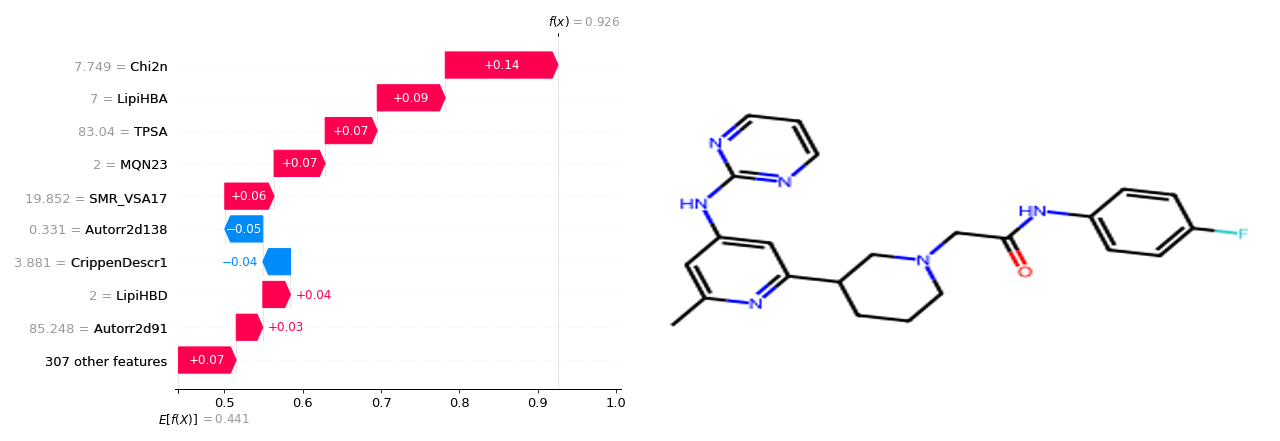 f(x) = 0.926
7.749 = Chi2n
+0.14
7 = LipiHBA
+0.09
83.04 = TPSA
+0.07
2 = MQN23
+0.07
19.852 = SMR_VSA17
+0.06
0.331 = Autorr2d138
−0.05
3.881 = CrippenDescr1
−0.04
2 = LipiHBD
+0.04
85.248 = Autorr2d91
+0.03
307 other features
+0.07
0.5 0.6 0.7 0.8 0.9 1.0
E[f(X)] = 0.441
N
N
HN
N
N
O
HN
F